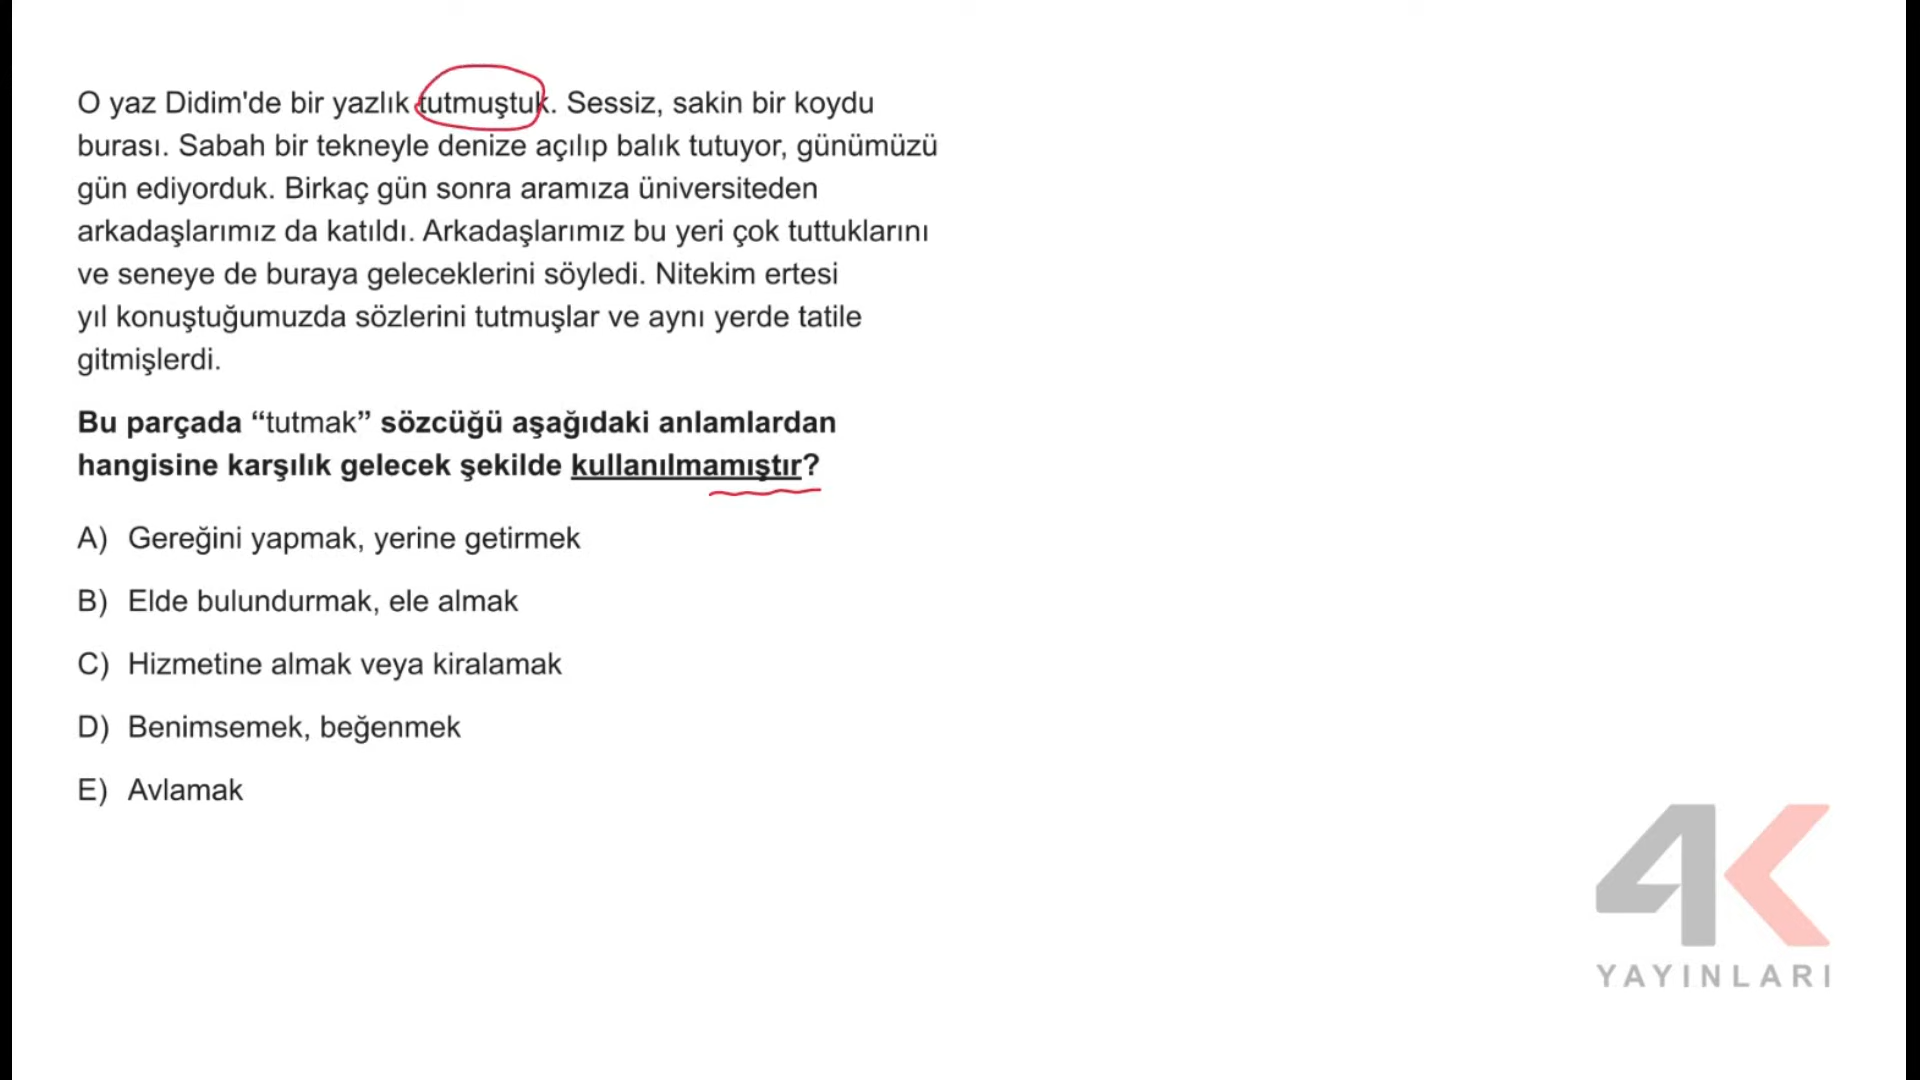 O yaz Didim'de bir yazlık tutmuştuk. Sessiz, sakin bir koydu
burası. Sabah bir tekneyle denize açılıp balık tutuyor, günümüzü
gün ediyorduk. Birkaç gün sonra aramıza üniversiteden
arkadaşlarımız da katıldı. Arkadaşlarımız bu yeri çok tuttuklarını
ve seneye de buraya geleceklerini söyledi. Nitekim ertesi
yıl konuştuğumuzda sözlerini tutmuşlar ve aynı yerde tatile
gitmişlerdi.
Bu parçada “tutmak” sözcüğü aşağıdaki anlamlardan
hangisine karşılık gelecek şekilde kullanılmamıştır?
A) Gereğini yapmak, yerine getirmek
B) Elde bulundurmak, ele almak
C) Hizmetine almak veya kiralamak
D) Benimsemek, beğenmek
E) Avlamak
4K
YAYINLARI